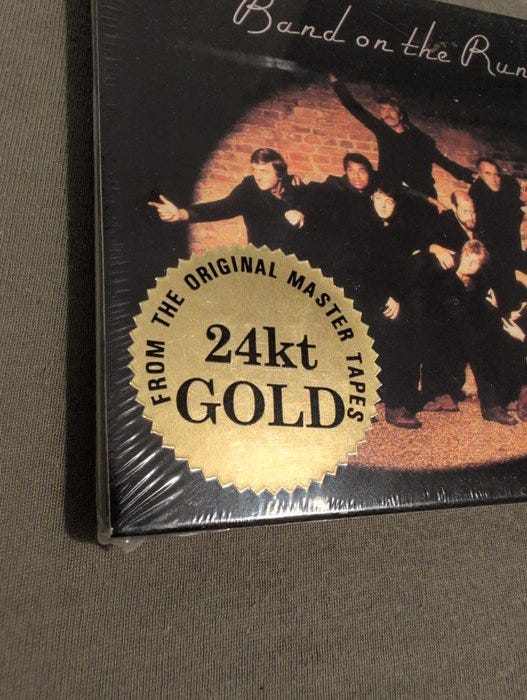 Band on the Run
FROM THE ORIGINAL MASTER TAPES
24kt
GOLD